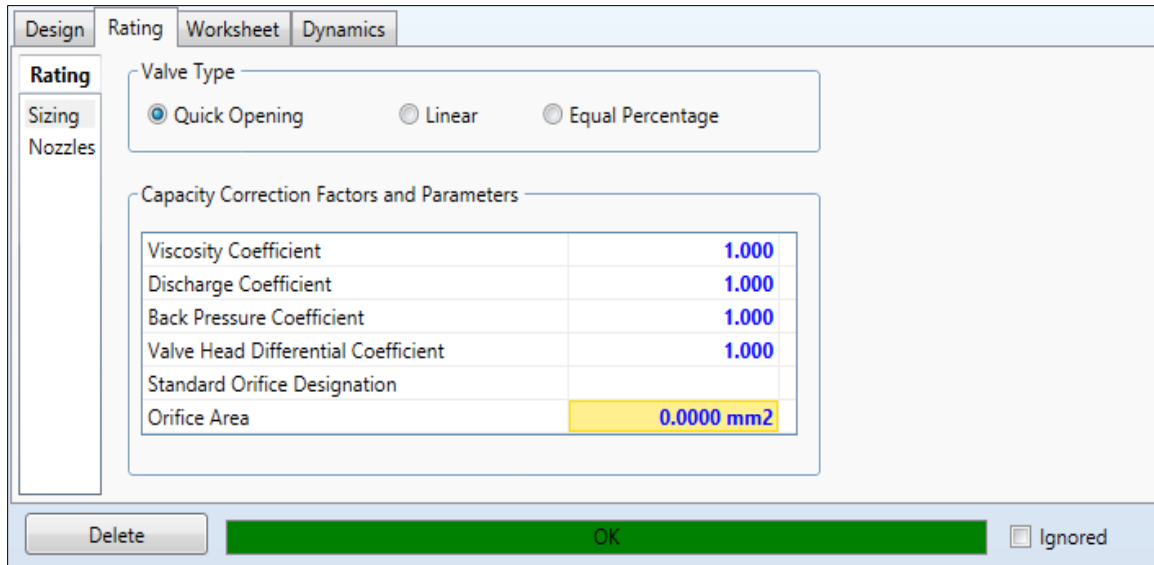 Design Rating Worksheet Dynamics
Rating
Sizing
Nozzles
Valve Type
Quick Opening Linear Equal Percentage
Capacity Correction Factors and Parameters
Viscosity Coefficient 1.000
Discharge Coefficient 1.000
Back Pressure Coefficient 1.000
Valve Head Differential Coefficient 1.000
Standard Orifice Designation
Orifice Area 0.0000 mm2
Delete OK Ignored